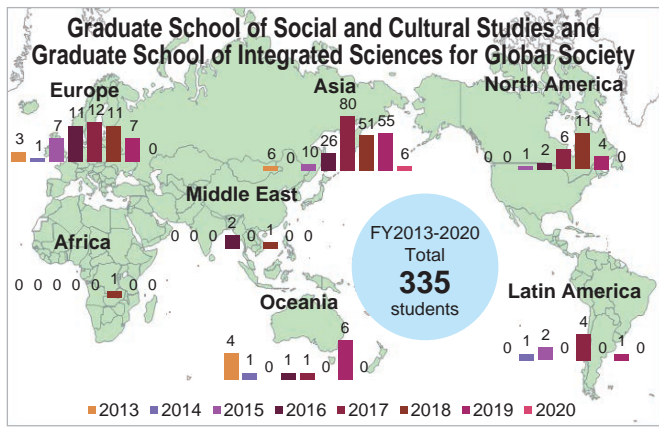 Graduate School of Social and Cultural Studies and
Graduate School of Integrated Sciences for Global Society
Europe
3 1 7 11 12 11 7 0
Asia
6 0 10 26 80 51 55 6
North America
0 0 1 2 6 11 4 0
Middle East
0 0 0 2 0 1 0 0
Africa
0 0 0 0 0 1 0 0
FY2013-2020
Total
335
students
Oceania
4 1 0 1 1 0 6 0
Latin America
0 1 2 0 4 0 1 0
2013 2014 2015 2016 2017 2018 2019 2020